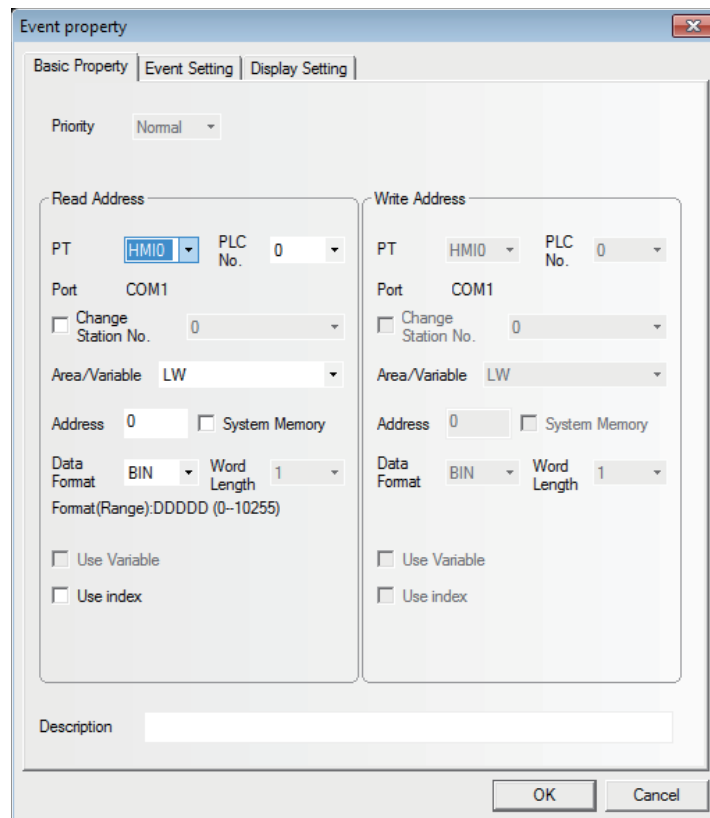 Event property
Basic Property Event Setting Display Setting
Priority Normal
Read Address
PT HMI0 PLC No. 0
Port COM1
Change Station No. 0
Area/Variable LW
Address 0 System Memory
Data Format BIN Word Length 1
Format(Range):DDDDD (0--10255)
Use Variable
Use index
Write Address
PT HMI0 PLC No. 0
Port COM1
Change Station No. 0
Area/Variable LW
Address 0 System Memory
Data Format BIN Word Length 1
Use Variable
Use index
Description
OK Cancel